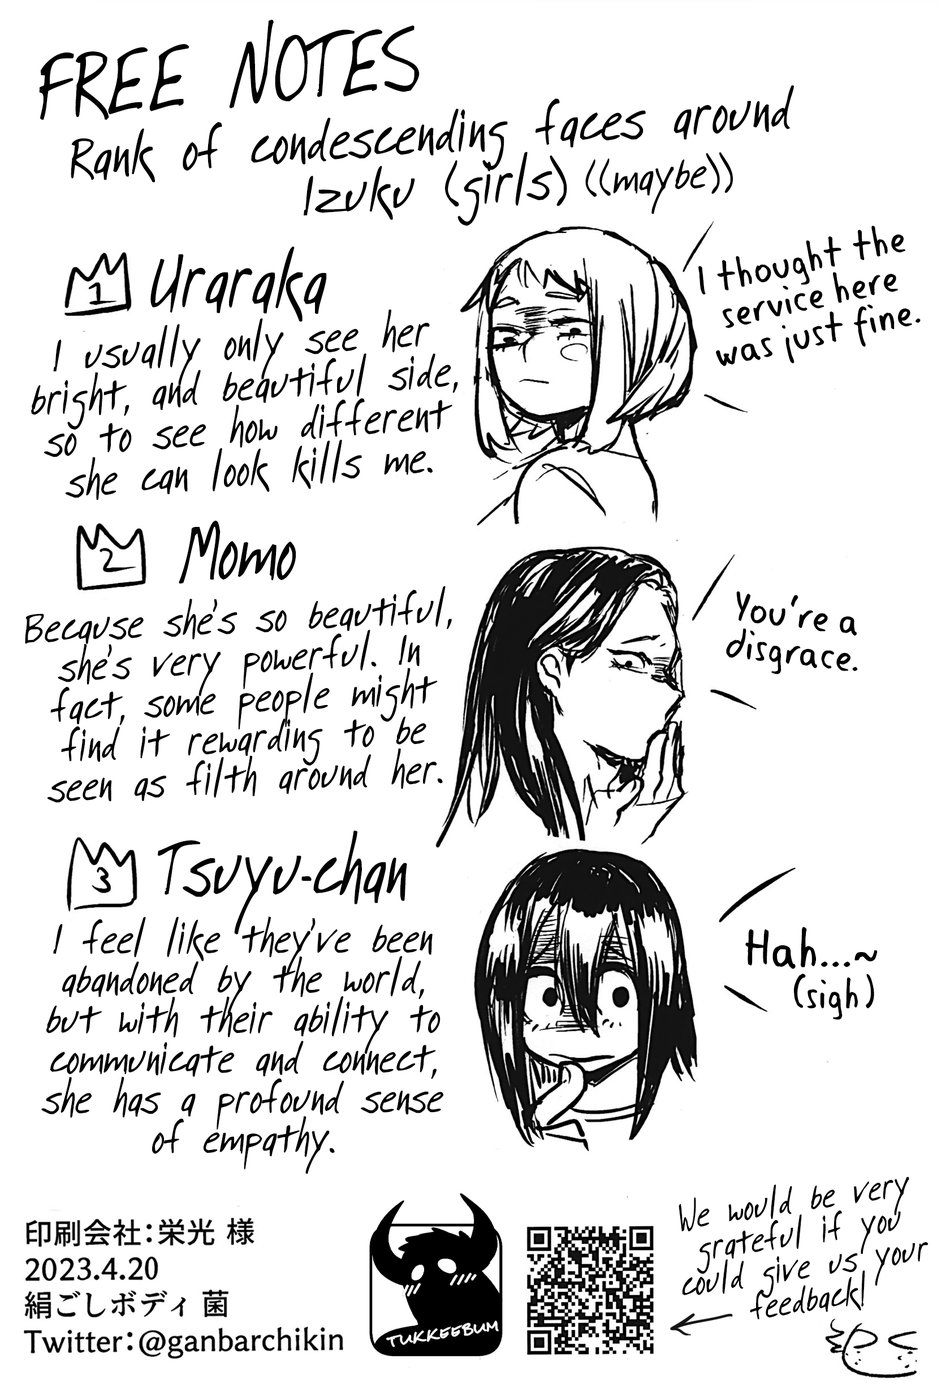 FREE NOTES
Rank of condescending faces around
Izuku (girls) ((maybe))
1 Uraraka
I usually only see her
bright, and beautiful side,
so to see how different
she can look kills me.
I thought the
service here
was just fine.
2 Momo
Because she's so beautiful,
she's very powerful. In
fact, some people might
find it rewarding to be
seen as filth around her.
You're a
disgrace.
3 Tsuyu-chan
I feel like they've been
abandoned by the world,
but with their ability to
communicate and connect,
she has a profound sense
of empathy.
Hah...~
(sigh)
印刷会社:栄光 様
2023.4.20
絹ごしボディ 菌
Twitter:@ganbarchikin
TUKKEEBUM
We would be very
grateful if you
could give us your
feedback!